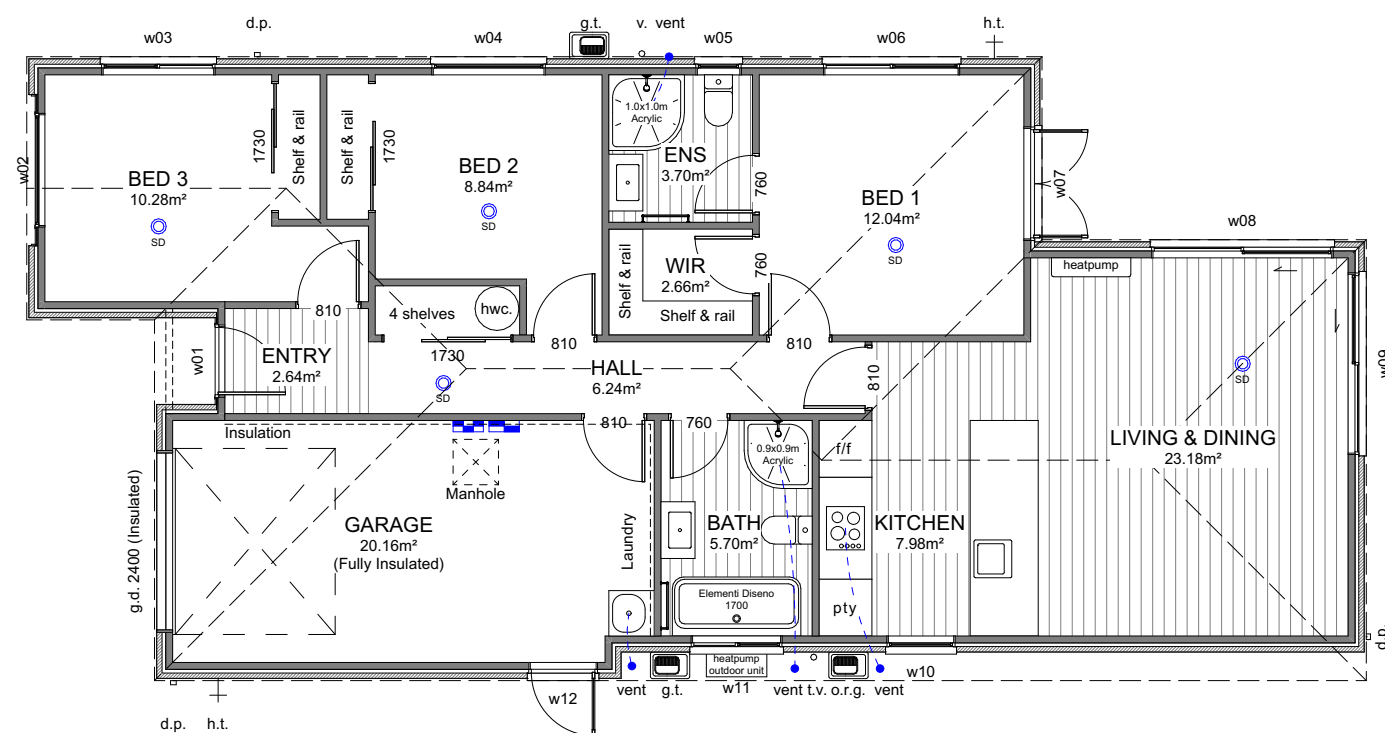 d.p.
g.t.
v. vent
h.t.
w03
w04
w05
w06
w02
BED 3
10.28m²
SD
1730
Shelf & rail
Shelf & rail
1730
BED 2
8.84m²
SD
1.0x1.0m
Acrylic
ENS
3.70m²
760
BED 1
12.04m²
SD
w07
w08
heatpump
WIR
2.66m²
760
Shelf & rail
Shelf & rail
4 shelves
hwc.
810
w01
ENTRY
2.64m²
1730
SD
810
HALL
6.24m²
810
810
SD
w09
Insulation
810
760
Manhole
GARAGE
20.16m²
(Fully Insulated)
g.d. 2400 (Insulated)
Laundry
0.9x0.9m
Acrylic
BATH
5.70m²
Elementi Diseno
1700
f/f
KITCHEN
7.98m²
pty
LIVING & DINING
23.18m²
d.p.
d.p.
h.t.
w12
vent
g.t.
heatpump
outdoor unit
w11
vent
t.v.
o.r.g.
vent
w10